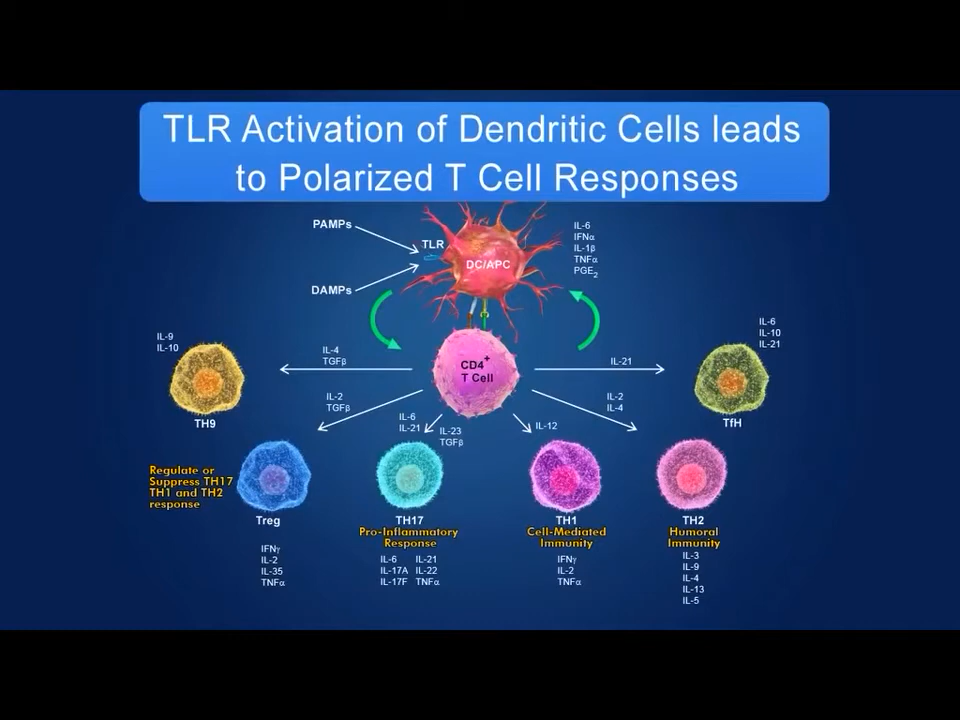 TLR Activation of Dendritic Cells leads
to Polarized T Cell Responses
PAMPs
TLR
DAMPs
DC/APC
IL-6
IFNα
IL-1β
TNFα
PGE₂
CD4⁺
T Cell
IL-9
IL-10
TH9
IL-4
TGFβ
IL-21
IL-6
IL-10
IL-21
TfH
IL-2
TGFβ
IL-6
IL-21
IL-23
TGFβ
IL-12
IL-2
IL-4
Regulate or
Suppress TH17
TH1 and TH2
response
Treg
IFNγ
IL-2
IL-35
TNFα
TH17
Pro-Inflammatory
Response
IL-6 IL-21
IL-17A IL-22
IL-17F TNFα
TH1
Cell-Mediated
Immunity
IFNγ
IL-2
TNFα
TH2
Humoral
Immunity
IL-3
IL-9
IL-4
IL-13
IL-5